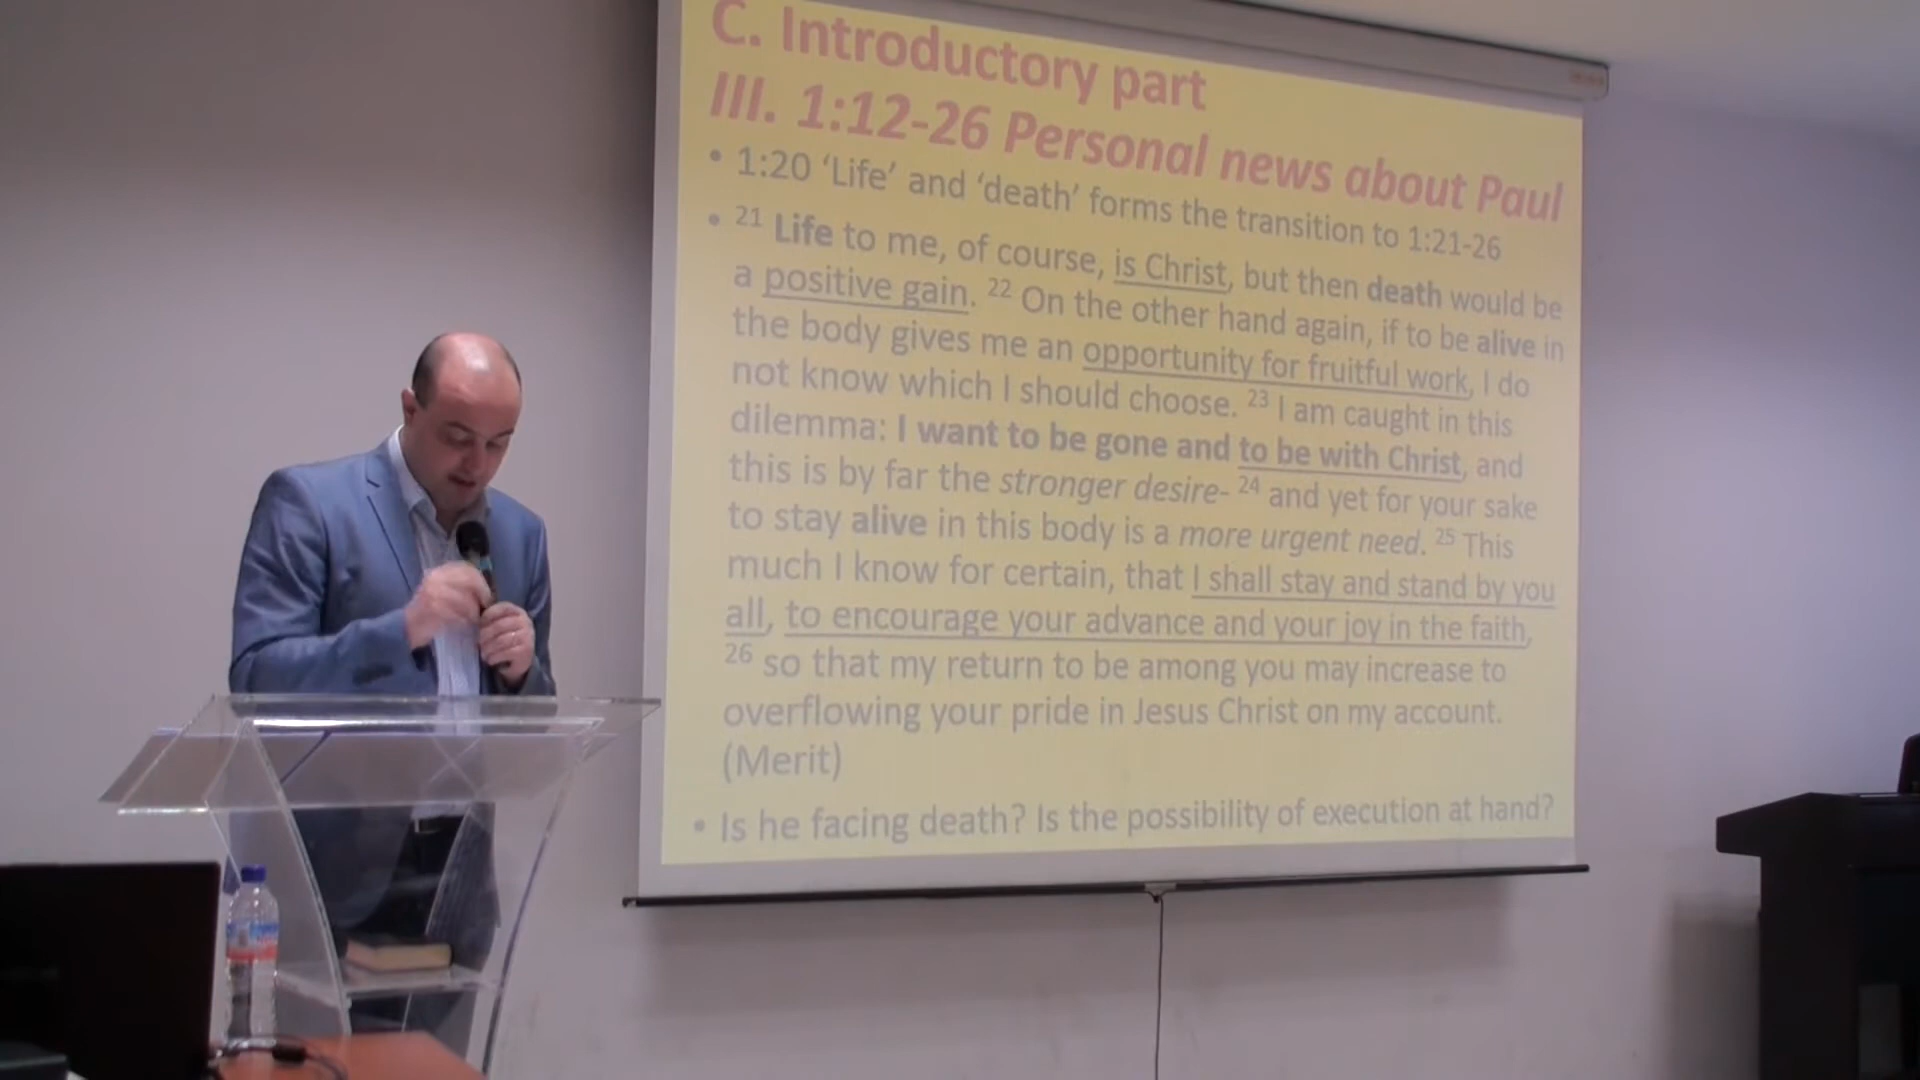 C. Introductory part
III. 1:12-26 Personal news about Paul
• 1:20 ‘Life’ and ‘death’ forms the transition to 1:21-26
• 21 Life to me, of course, is Christ, but then death would be
a positive gain. 22 On the other hand again, if to be alive in
the body gives me an opportunity for fruitful work, I do
not know which I should choose. 23 I am caught in this
dilemma: I want to be gone and to be with Christ, and
this is by far the stronger desire- 24 and yet for your sake
to stay alive in this body is a more urgent need. 25 This
much I know for certain, that I shall stay and stand by you
all, to encourage your advance and your joy in the faith,
26 so that my return to be among you may increase to
overflowing your pride in Jesus Christ on my account.
(Merit)
• Is he facing death? Is the possibility of execution at hand?